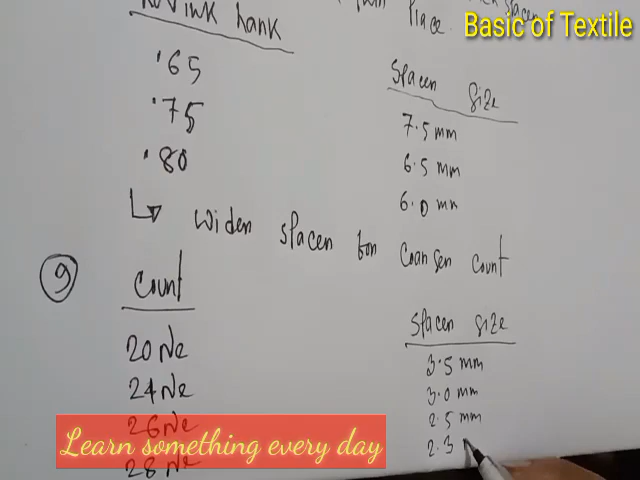 Basic of Textile
hank
Place
Spacer Size
.65
7.5 mm
.75
6.5 mm
.80
6.0 mm
Wider spacer for Coarser Count
9
Count
Spacer Size
20 Ne
3.5 mm
24 Ne
3.0 mm
26 Ne
2.5 mm
28 Ne
2.3
Learn something every day